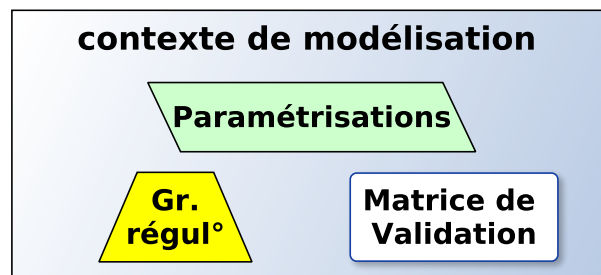 contexte de modélisation
Paramétrisations
Gr.
régul°
Matrice de
Validation